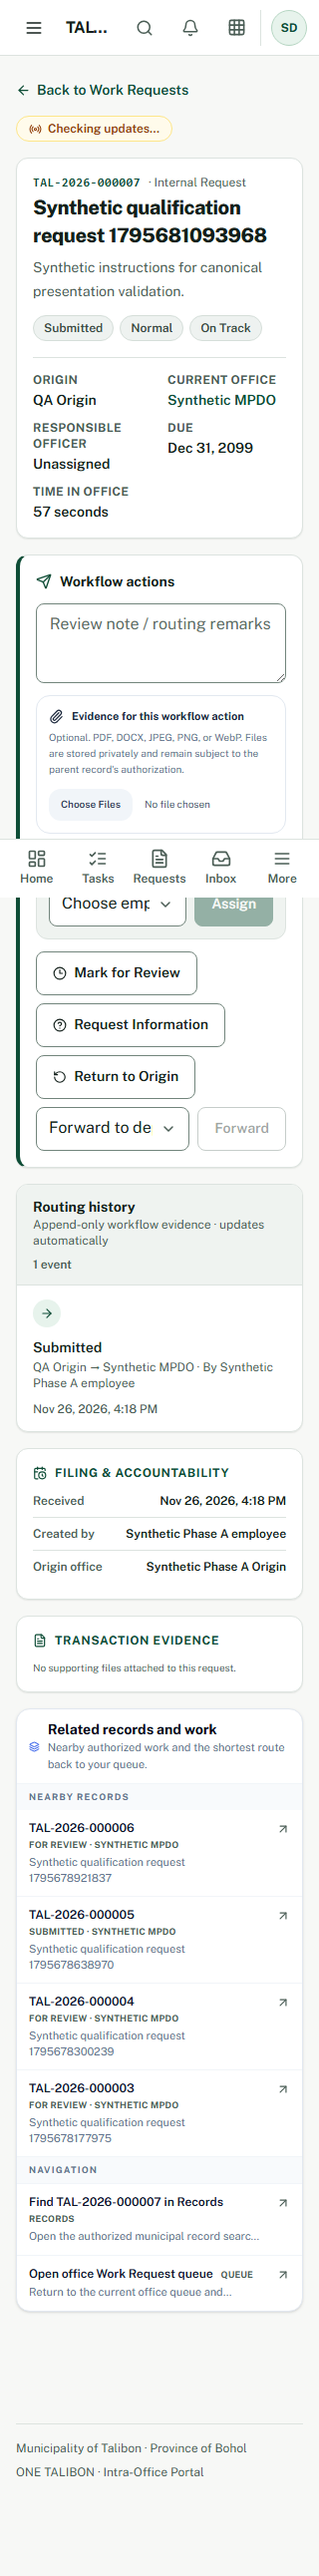 TAL...
SD
Back to Work Requests
Checking updates...
TAL-2026-000007 · Internal Request
Synthetic qualification
request 1795681093968
Synthetic instructions for canonical
presentation validation.
Submitted Normal On Track
ORIGIN
QA Origin
CURRENT OFFICE
Synthetic MPDO
RESPONSIBLE
OFFICER
Unassigned
DUE
Dec 31, 2099
TIME IN OFFICE
57 seconds
Workflow actions
Review note / routing remarks
Evidence for this workflow action
Optional. PDF, DOCX, JPEG, PNG, or WebP. Files
are stored privately and remain subject to the
parent record's authorization.
Choose Files No file chosen
Home Tasks Requests Inbox More
Choose emp Assign
Mark for Review
Request Information
Return to Origin
Forward to de Forward
Routing history
Append-only workflow evidence · updates
automatically
1 event
Submitted
QA Origin → Synthetic MPDO · By Synthetic
Phase A employee
Nov 26, 2026, 4:18 PM
FILING & ACCOUNTABILITY
Received Nov 26, 2026, 4:18 PM
Created by Synthetic Phase A employee
Origin office Synthetic Phase A Origin
TRANSACTION EVIDENCE
No supporting files attached to this request.
Related records and work
Nearby authorized work and the shortest route
back to your queue.
NEARBY RECORDS
TAL-2026-000006
FOR REVIEW · SYNTHETIC MPDO
Synthetic qualification request
1795678921837
TAL-2026-000005
SUBMITTED · SYNTHETIC MPDO
Synthetic qualification request
1795678638970
TAL-2026-000004
FOR REVIEW · SYNTHETIC MPDO
Synthetic qualification request
1795678300239
TAL-2026-000003
FOR REVIEW · SYNTHETIC MPDO
Synthetic qualification request
1795678177975
NAVIGATION
Find TAL-2026-000007 in Records
RECORDS
Open the authorized municipal record searc...
Open office Work Request queue QUEUE
Return to the current office queue and...
Municipality of Talibon · Province of Bohol
ONE TALIBON · Intra-Office Portal